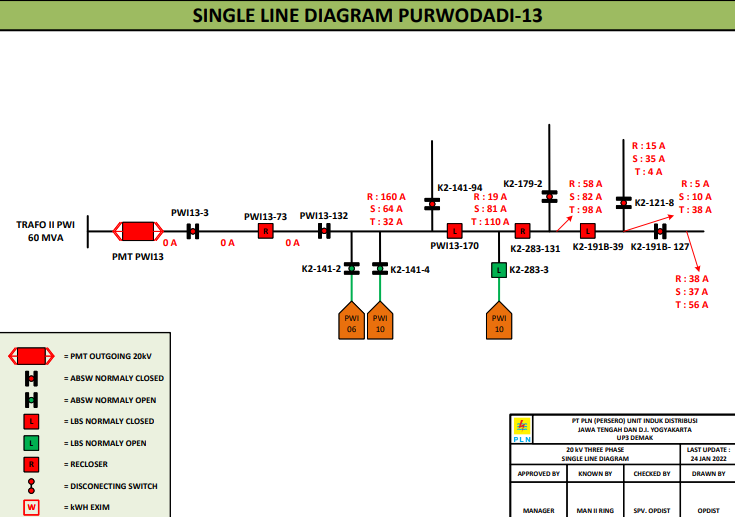 SINGLE LINE DIAGRAM PURWODADI-13
TRAFO II PWI
60 MVA
PMT PWI13
0 A
PWI13-3
0 A
PWI13-73
R
0 A
PWI13-132
K2-141-2
PWI
06
K2-141-4
PWI
10
R : 160 A
S : 64 A
T : 32 A
K2-141-94
L
PWI13-170
R : 19 A
S : 81 A
T : 110 A
K2-179-2
R
K2-283-131
L
K2-283-3
PWI
10
R : 58 A
S : 82 A
T : 98 A
L
K2-191B-39
R : 15 A
S : 35 A
T : 4 A
K2-121-8
R : 5 A
S : 10 A
T : 38 A
K2-191B- 127
R : 38 A
S : 37 A
T : 56 A
= PMT OUTGOING 20kV
= ABSW NORMALY CLOSED
= ABSW NORMALY OPEN
L
= LBS NORMALY CLOSED
L
= LBS NORMALY OPEN
R
= RECLOSER
= DISCONECTING SWITCH
W
= kWH EXIM
PLN
PT PLN (PERSERO) UNIT INDUK DISTRIBUSI
JAWA TENGAH DAN D.I. YOGYAKARTA
UP3 DEMAK
20 kV THREE PHASE
SINGLE LINE DIAGRAM
LAST UPDATE :
24 JAN 2022
APPROVED BY
KNOWN BY
CHECKED BY
DRAWN BY
MANAGER
MAN II RING
SPV. OPDIST
OPDIST